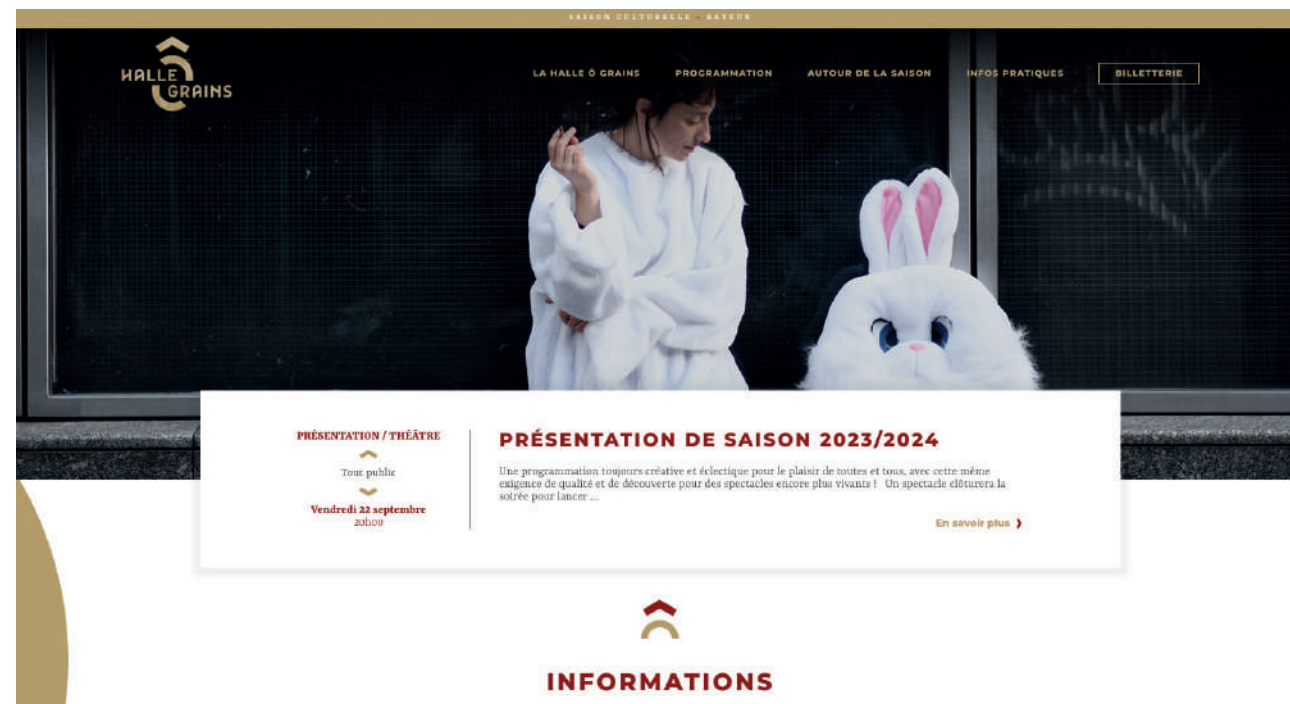 SAISON CULTURELLE - BAYEUX
HALLE Ô GRAINS
LA HALLE Ô GRAINS PROGRAMMATION AUTOUR DE LA SAISON INFOS PRATIQUES BILLETTERIE
PRÉSENTATION / THÉÂTRE
Tout public
Vendredi 22 septembre
20h00
PRÉSENTATION DE SAISON 2023/2024
Une programmation toujours créative et éclectique pour le plaisir de toutes et tous, avec cette même
exigence de qualité et de découverte pour des spectacles encore plus vivants ! Un spectacle clôturera la
soirée pour lancer ...
En savoir plus ❯
INFORMATIONS